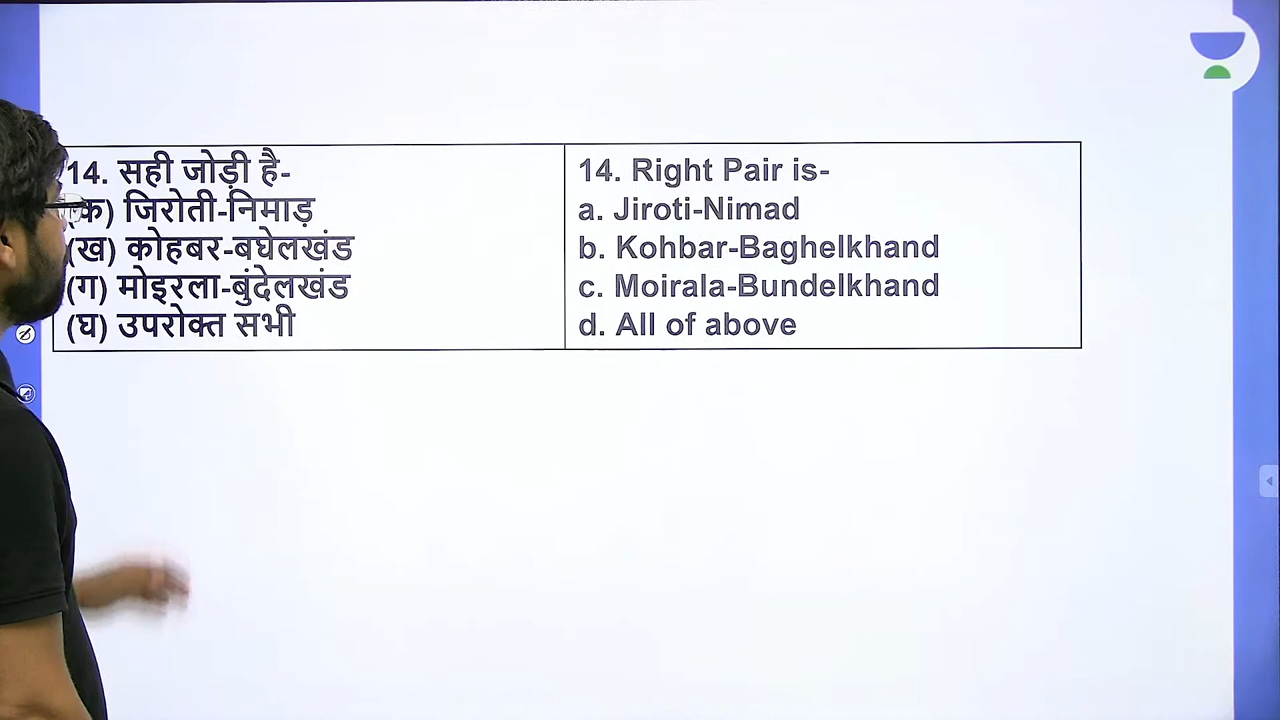 14. सही जोड़ी है-
(क) जिरोती-निमाड़
(ख) कोहबर-बघेलखंड
(ग) मोइरला-बुंदेलखंड
(घ) उपरोक्त सभी
14. Right Pair is-
a. Jiroti-Nimad
b. Kohbar-Baghelkhand
c. Moirala-Bundelkhand
d. All of above